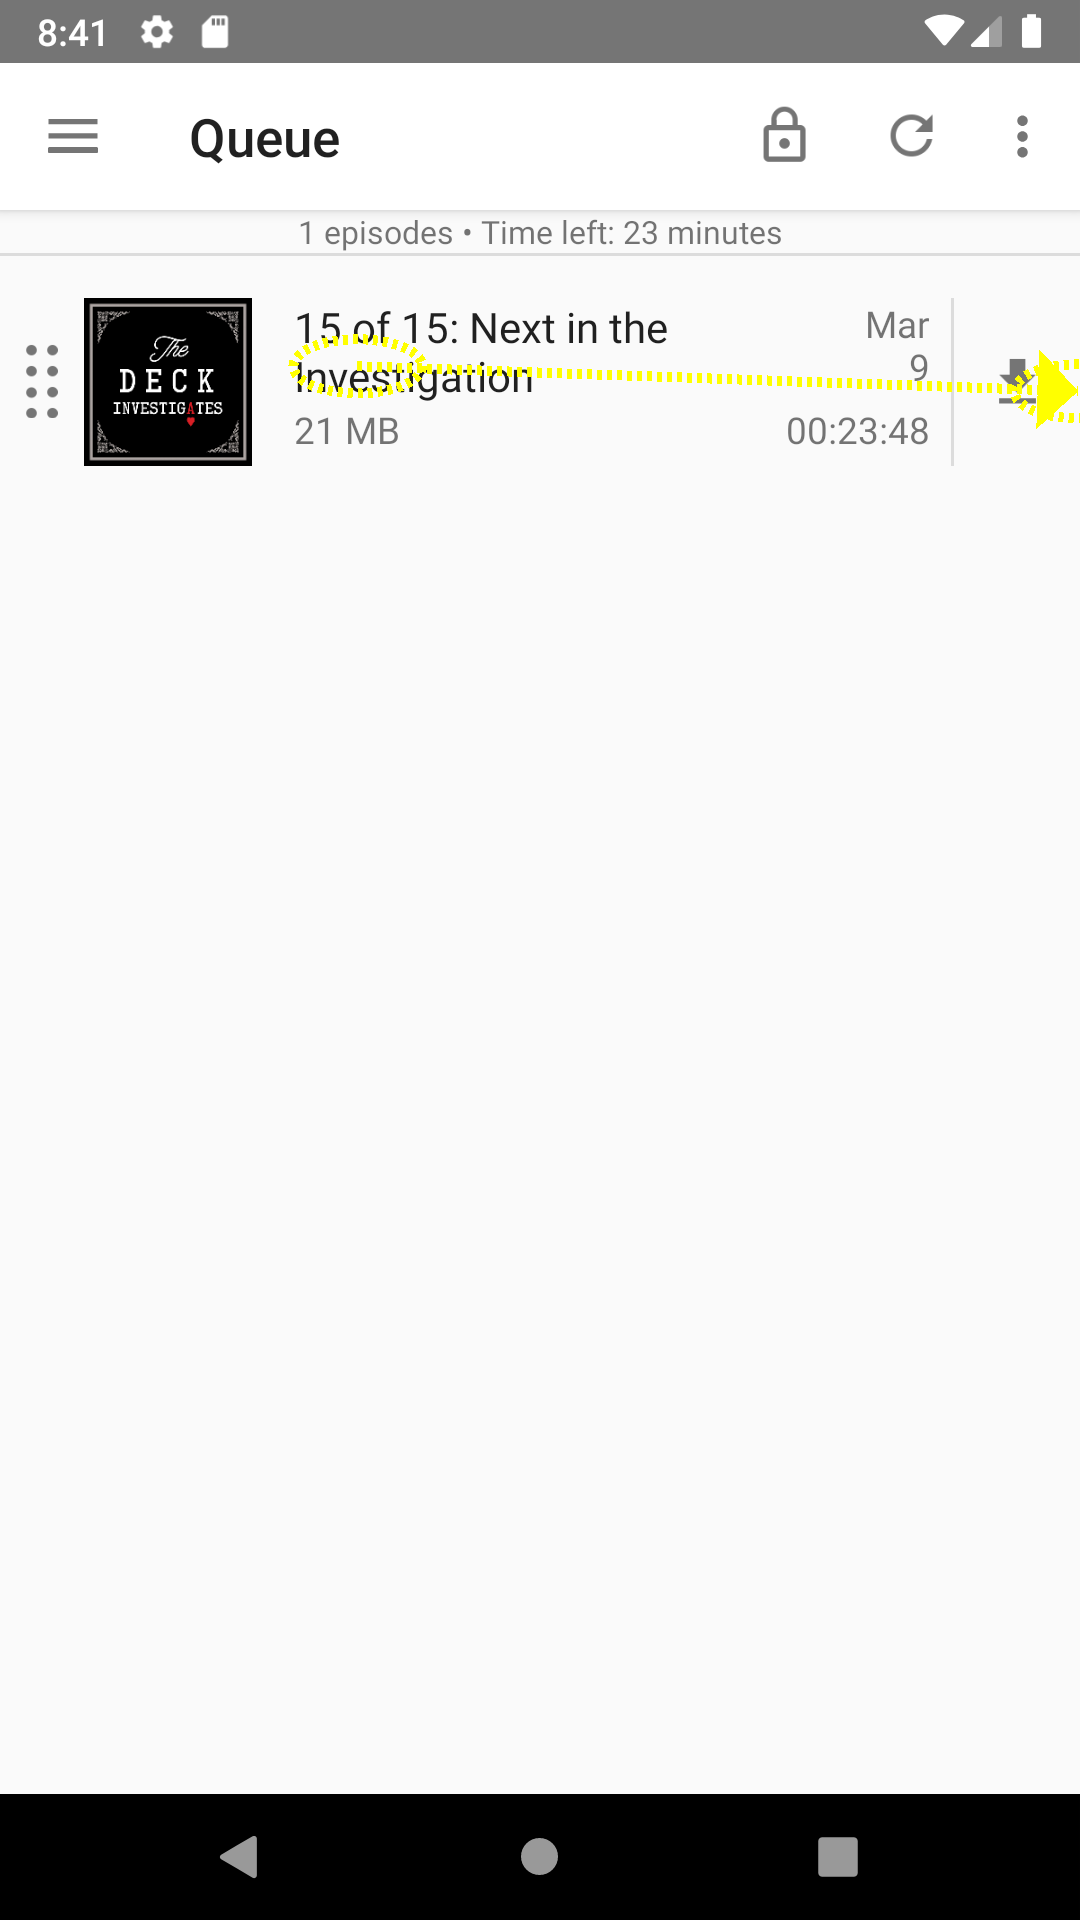 8:41
Queue
1 episodes • Time left: 23 minutes
The
DECK
INVESTIGATES
15 of 15: Next in the
Investigation
Mar
9
21 MB
00:23:48